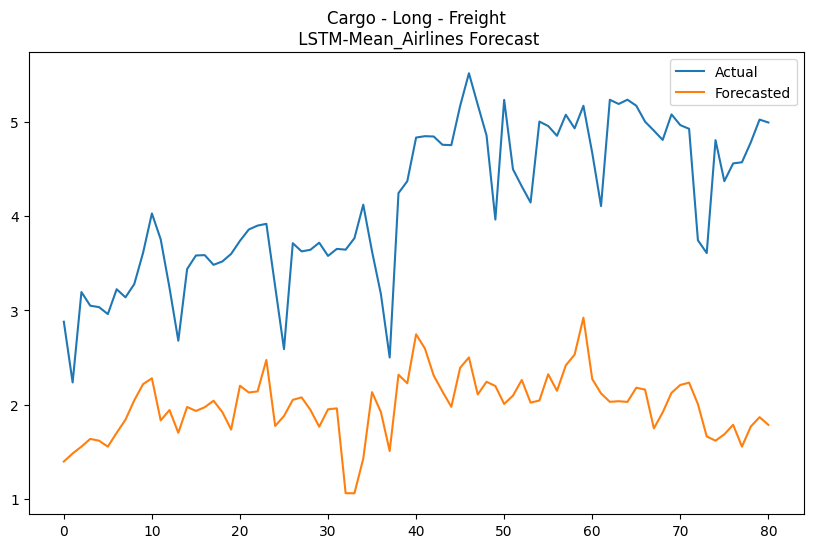 Cargo - Long - Freight
LSTM-Mean_Airlines Forecast
Actual
Forecasted
5
4
3
2
1
0 10 20 30 40 50 60 70 80